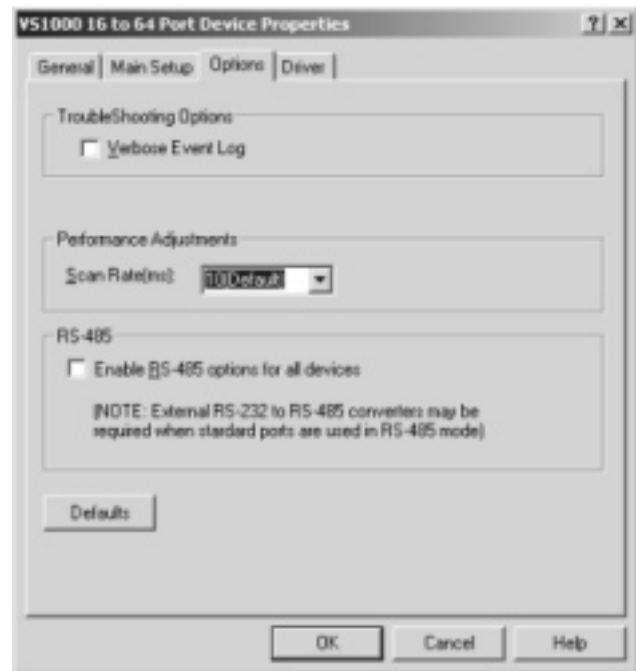 VS1000 16 to 64 Port Device Properties
General Main Setup Options Driver
TroubleShooting Options
Verbose Event Log
Performance Adjustments
Scan Rate(ms): 10(Default)
RS-485
Enable RS-485 options for all devices
(NOTE: External RS-232 to RS-485 converters may be
required when standard ports are used in RS-485 mode)
Defaults
OK Cancel Help